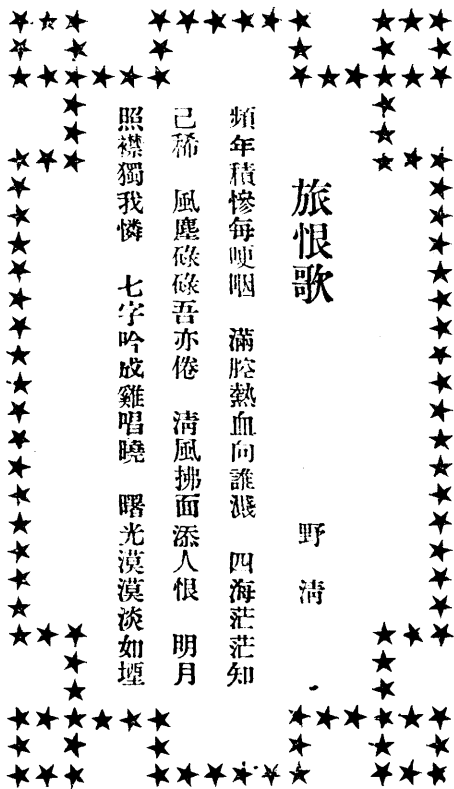 旅恨歌
野清
頻年積慘每哽咽　滿腔熱血向誰濺　四海茫茫知
己稀　風塵碌碌吾亦倦　清風拂面添人恨　明月
照襟獨我憐　七字吟成雞唱曉　曙光漠漠淡如堙